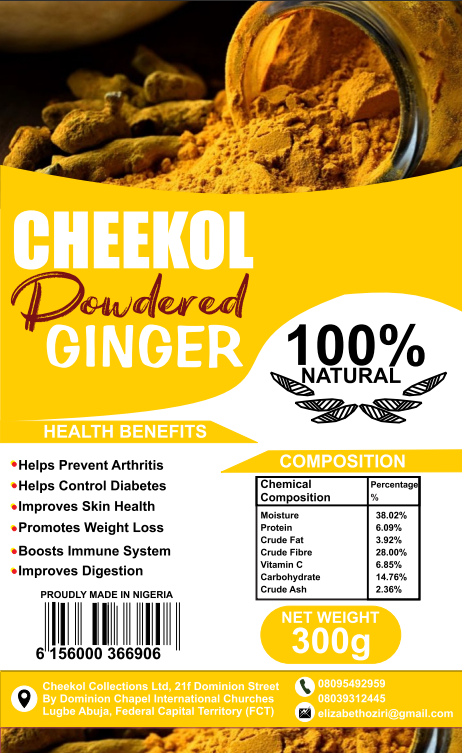 CHEEKOL
Powdered
GINGER
100%
NATURAL
HEALTH BENEFITS
Helps Prevent Arthritis
Helps Control Diabetes
Improves Skin Health
Promotes Weight Loss
Boosts Immune System
Improves Digestion
COMPOSITION
Chemical Composition Percentage %
Moisture 38.02%
Protein 6.09%
Crude Fat 3.92%
Crude Fibre 28.00%
Vitamin C 6.85%
Carbohydrate 14.76%
Crude Ash 2.36%
PROUDLY MADE IN NIGERIA
6 156000 366906
NET WEIGHT
300g
Cheekol Collections Ltd, 21f Dominion Street
By Dominion Chapel International Churches
Lugbe Abuja, Federal Capital Territory (FCT)
08095492959
08039312445
elizabethoziri@gmail.com